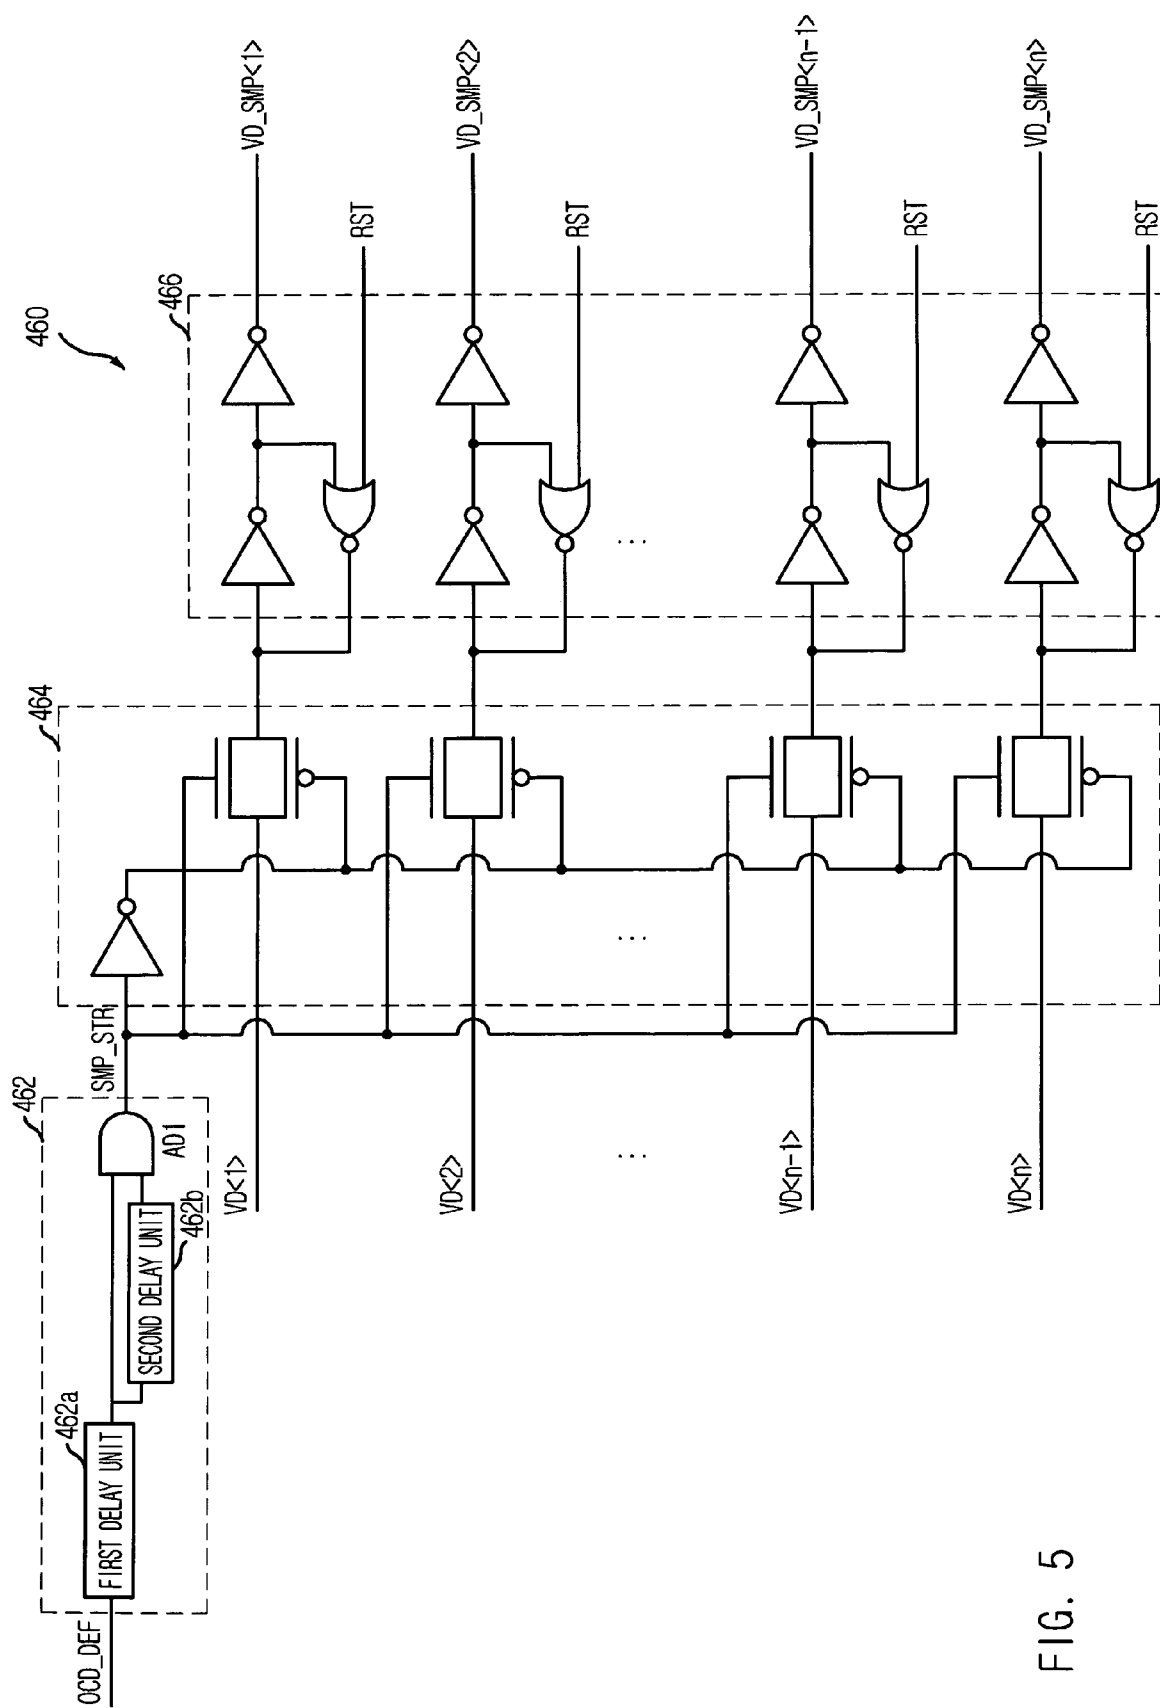 460
462
464
466
OCD_DEF
FIRST DELAY UNIT
462a
SECOND DELAY UNIT
462b
AD1
SMP_STR
VD<1>
VD_SMP<1>
RST
VD<2>
VD_SMP<2>
RST
...
...
...
VD<n-1>
VD_SMP<n-1>
RST
VD<n>
VD_SMP<n>
RST
FIG. 5